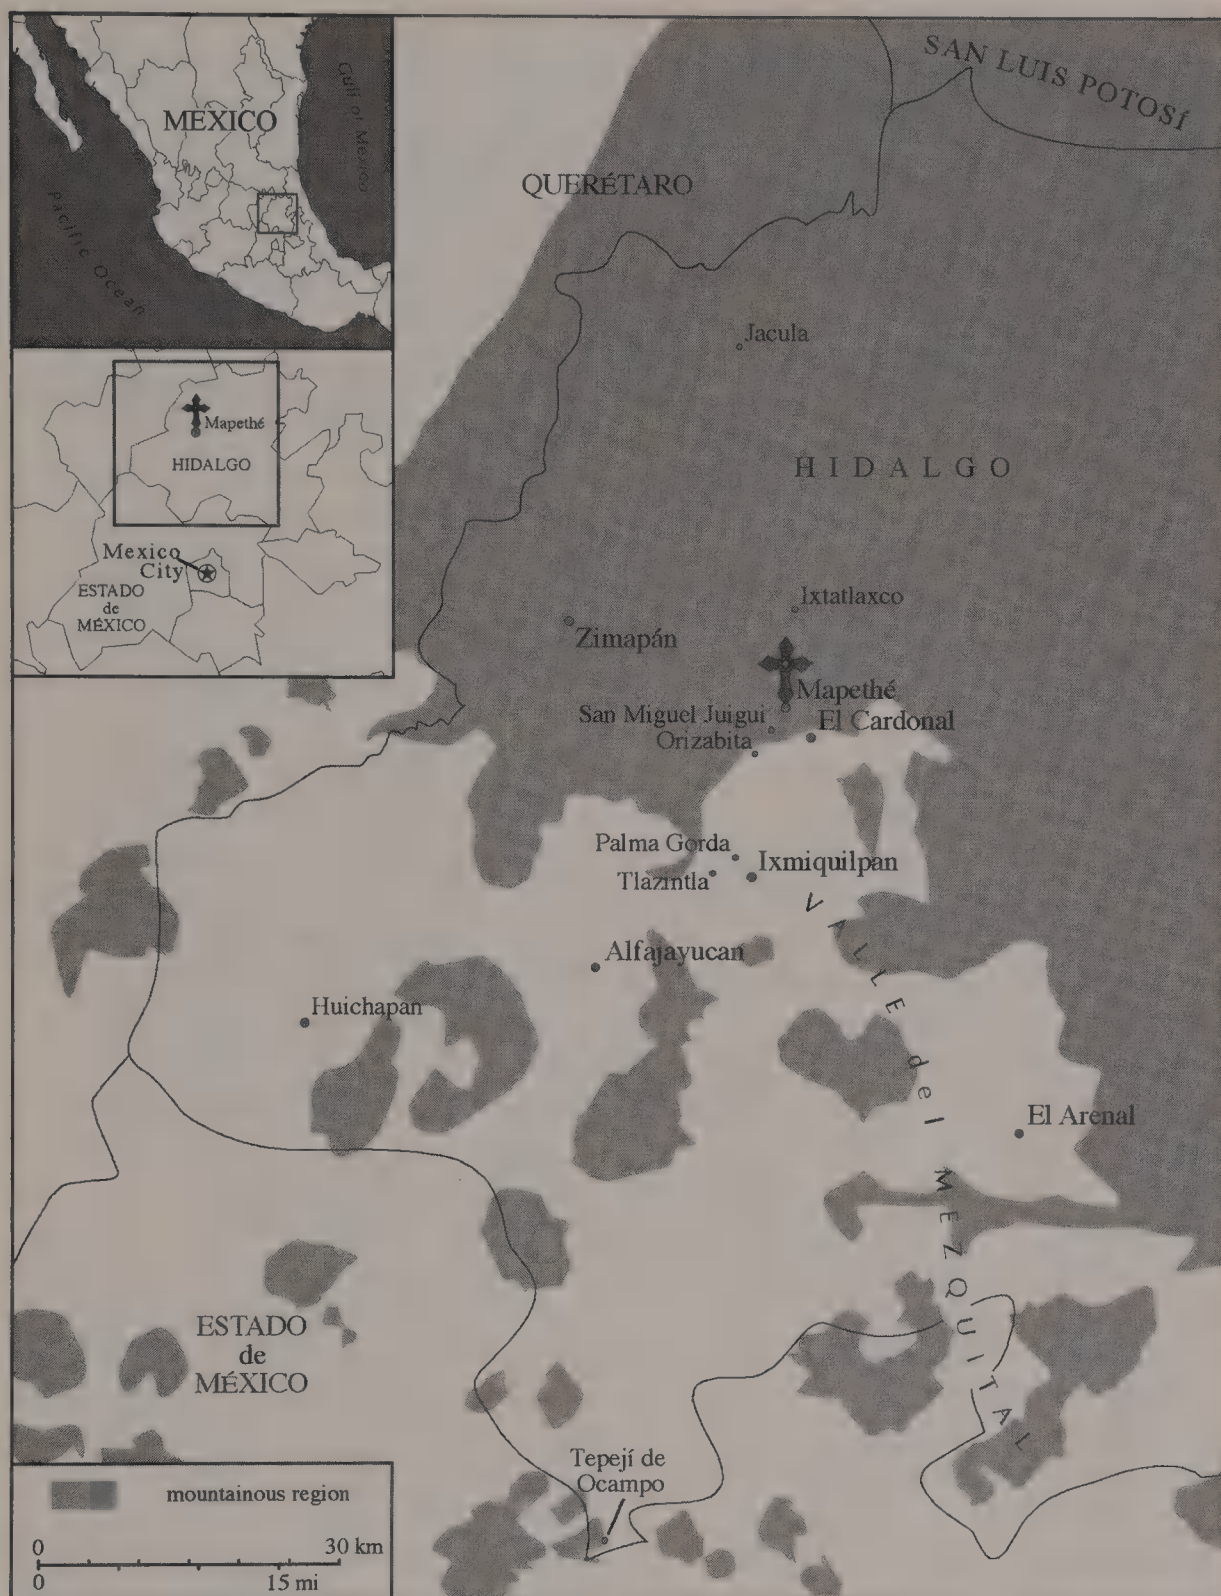 MÉXICO
Gulf of Mexico
Pacific Ocean
Mapethé
HIDALGO
Mexico
City
ESTADO
de
MÉXICO
SAN LUIS POTOSÍ
QUERÉTARO
Jacula
HIDALGO
Ixtatlaxco
Zimapán
Mapethé
San Miguel Juigui
El Cardonal
Orizabita
Palma Gorda
Ixmiquilpan
Tlazintla
VALLE del MEZQUITAL
Alfajayucan
Huichapan
El Arenal
ESTADO
de
MÉXICO
Tepejí de
Ocampo
mountainous region
0 30 km
0 15 mi